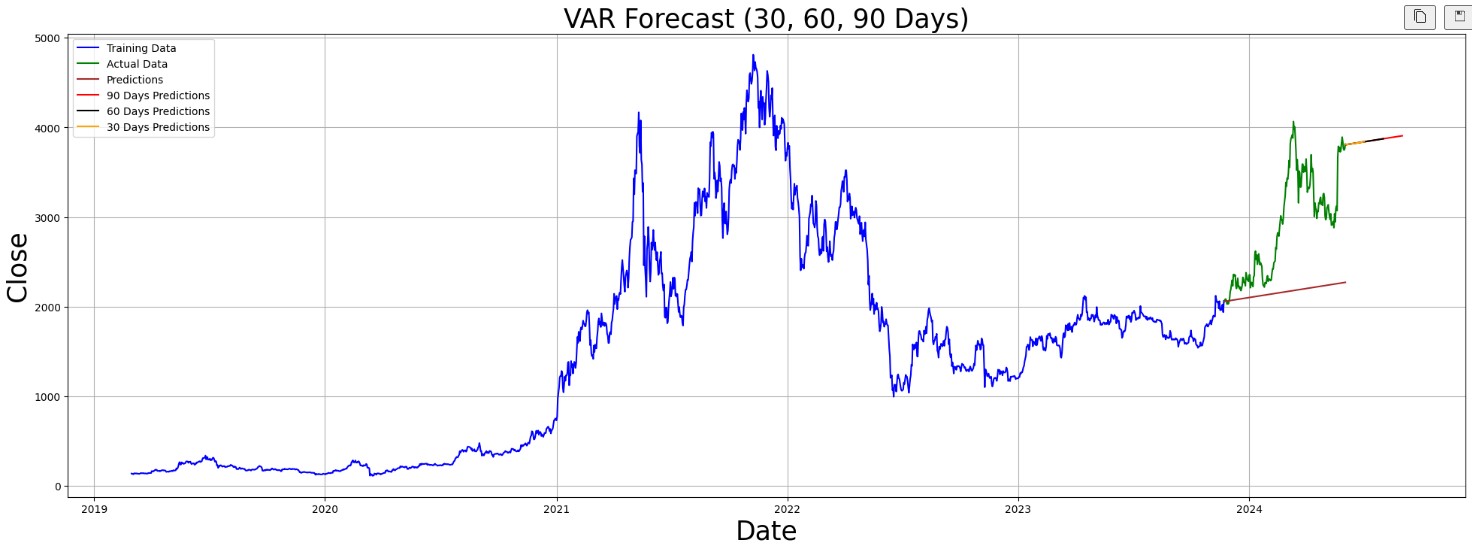 VAR Forecast (30, 60, 90 Days)
Training Data
Actual Data
Predictions
90 Days Predictions
60 Days Predictions
30 Days Predictions
5000
4000
3000
2000
1000
0
Close
2019 2020 2021 2022 2023 2024
Date